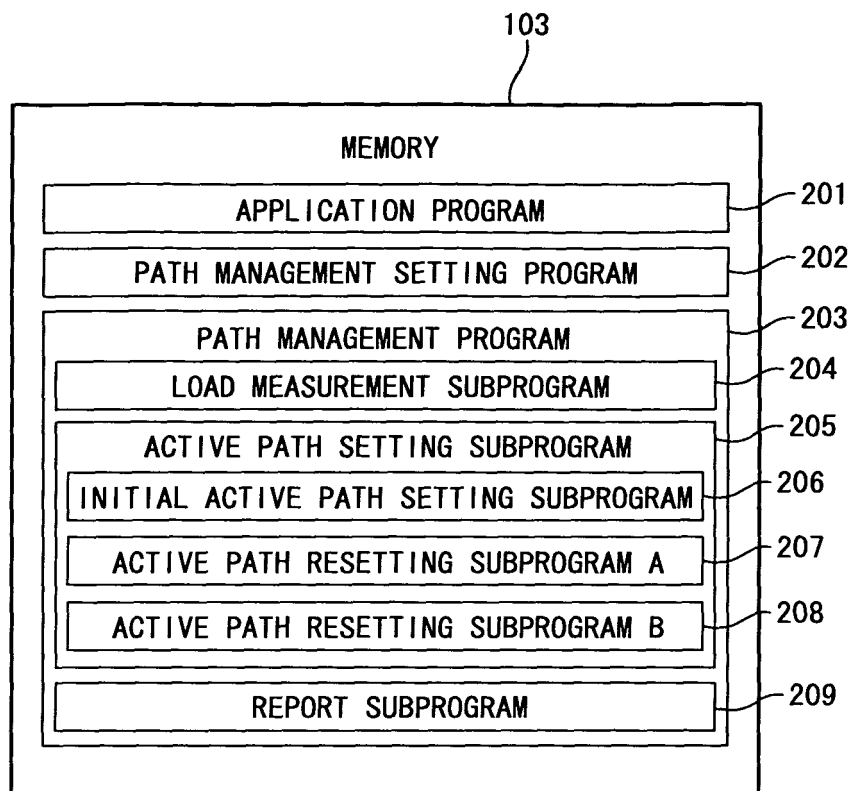 103
MEMORY
APPLICATION PROGRAM
201
PATH MANAGEMENT SETTING PROGRAM
202
PATH MANAGEMENT PROGRAM
203
LOAD MEASUREMENT SUBPROGRAM
204
ACTIVE PATH SETTING SUBPROGRAM
205
INITIAL ACTIVE PATH SETTING SUBPROGRAM
206
ACTIVE PATH RESETTING SUBPROGRAM A
207
ACTIVE PATH RESETTING SUBPROGRAM B
208
REPORT SUBPROGRAM
209